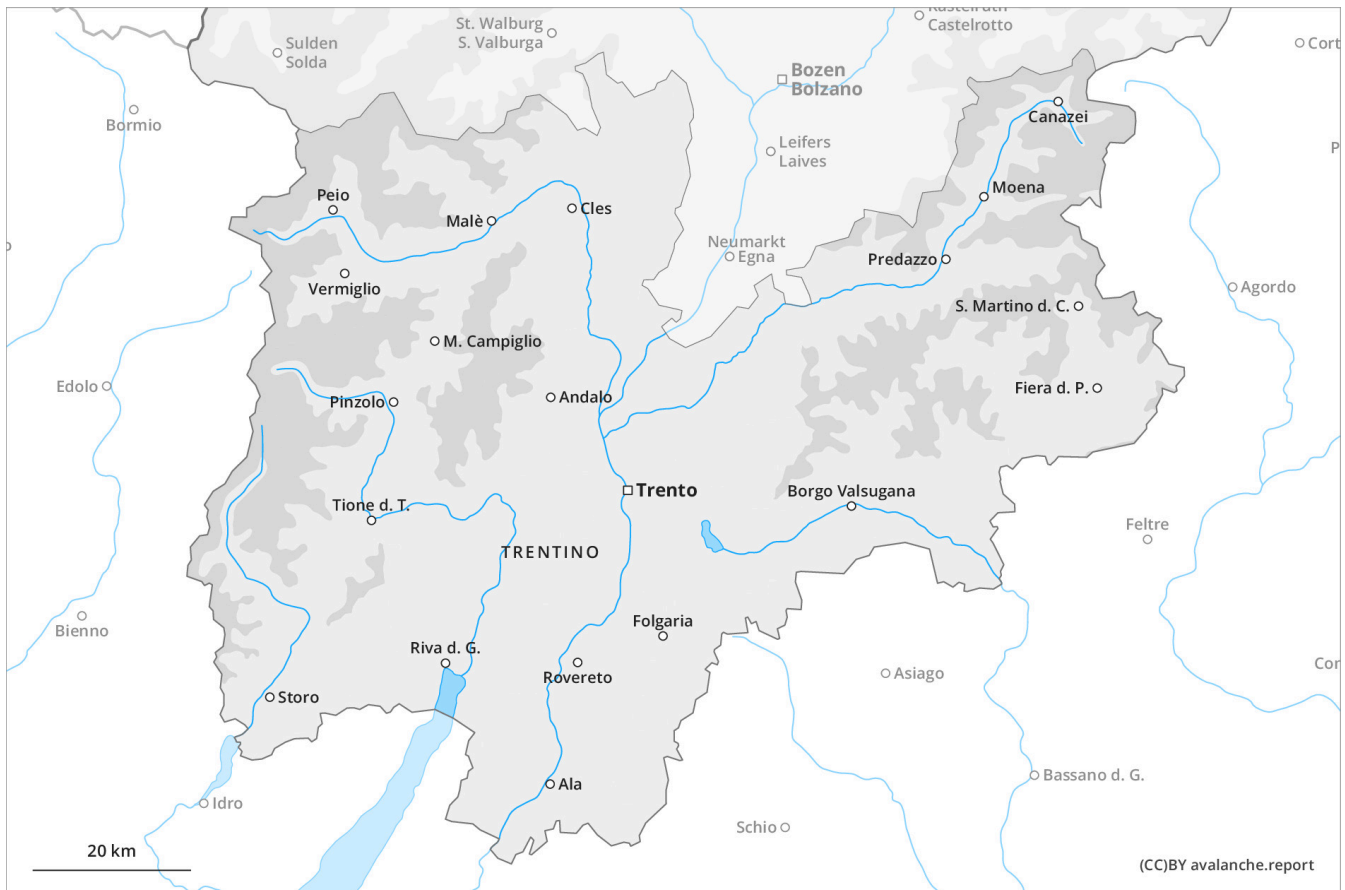 St. Walburg
S. Valburga
Castelrotto
Sulden
Solda
Cort
Bozen
Bolzano
Bormio
Canazei
Leifers
Laives
P
Moena
Peio
Malè
Cles
Neumarkt
Egna
Predazzo
Vermiglio
Agordo
S. Martino d. C.
M. Campiglio
Edolo
Andalo
Fiera d. P.
Pinzolo
Trento
Borgo Valsugana
Tione d. T.
Feltre
TRENTINO
Bienno
Folgaria
Riva d. G.
Rovereto
Asiago
Cor
Storo
Ala
Bassano d. G.
Idro
Schio
20 km
(CC)BY avalanche.report